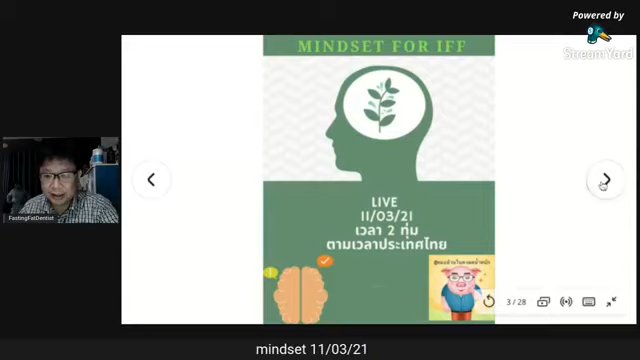 Powered by
StreamYard
MINDSET FOR IFF
LIVE
11/03/21
เวลา 2 ทุ่ม
ตามเวลาประเทศไทย
FastingFatDentist
3 / 28
mindset 11/03/21